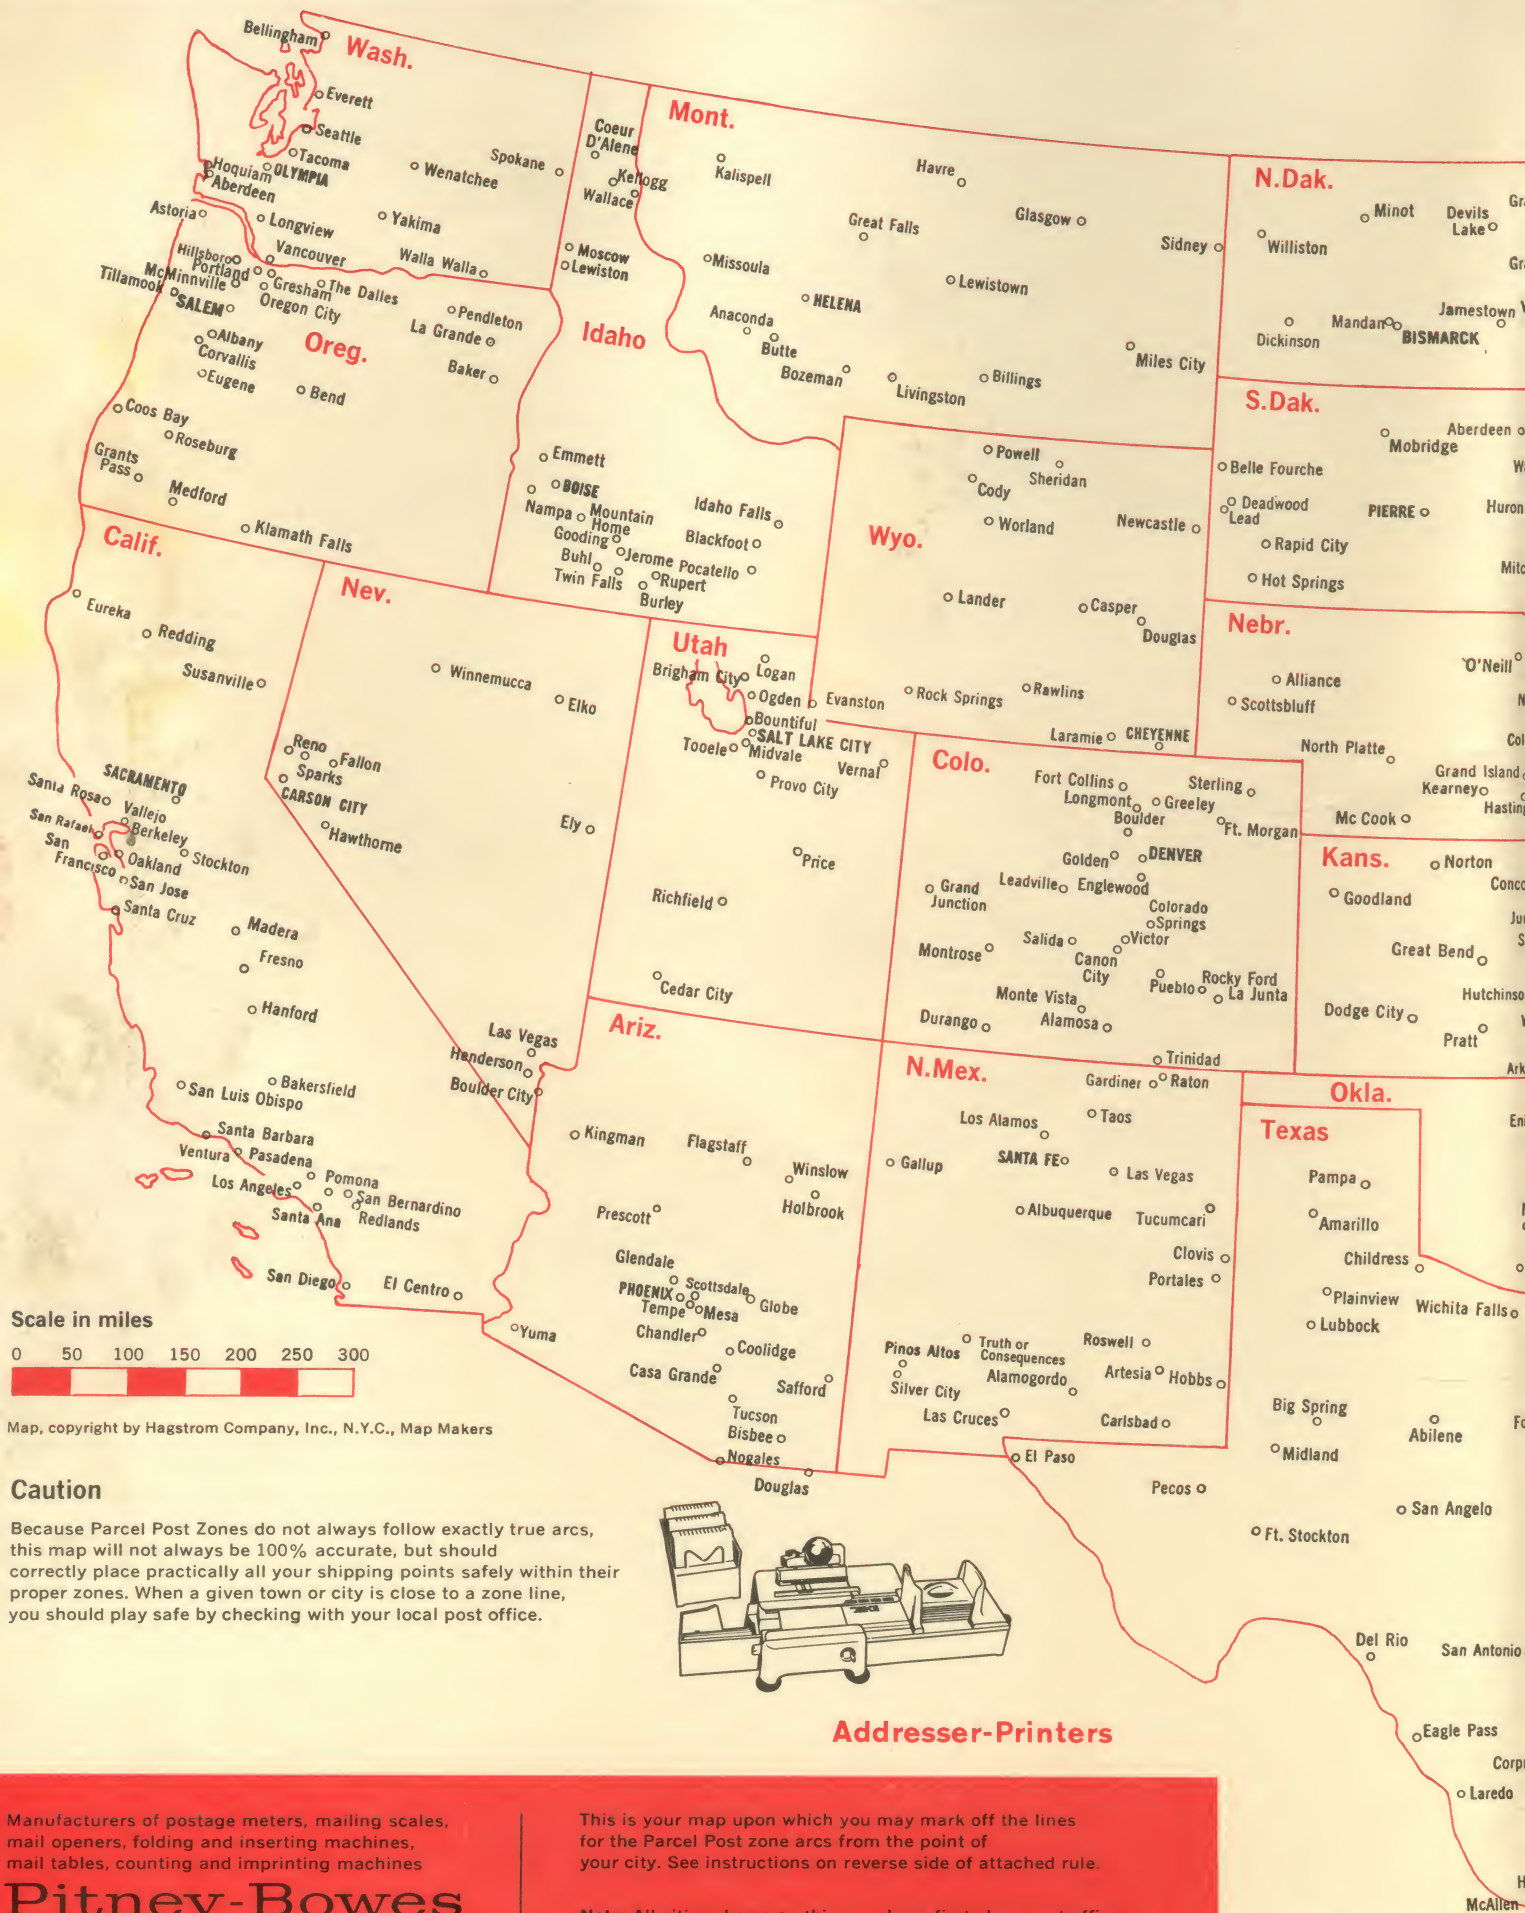 Wash.
Bellingham
Everett
Seattle
Tacoma
OLYMPIA
Hoquiam
Aberdeen
Wenatchee
Spokane
Longview
Yakima
Vancouver
Walla Walla
Oreg.
Astoria
Hillsboro
Portland
McMinnville
Tillamook
Gresham
The Dalles
Oregon City
SALEM
Pendleton
La Grande
Albany
Corvallis
Eugene
Bend
Baker
Coos Bay
Roseburg
Grants
Pass
Medford
Klamath Falls
Idaho
Coeur
D'Alene
Kellogg
Wallace
Moscow
Lewiston
Emmett
BOISE
Nampa
Mountain
Home
Idaho Falls
Gooding
Blackfoot
Buhl
Jerome
Pocatello
Twin Falls
Rupert
Burley
Mont.
Kalispell
Havre
Great Falls
Glasgow
Sidney
Missoula
Lewistown
HELENA
Anaconda
Butte
Bozeman
Livingston
Billings
Miles City
N.Dak.
Minot
Devils
Lake
Williston
Jamestown
Mandan
BISMARCK
Dickinson
S.Dak.
Aberdeen
Mobridge
Belle Fourche
Deadwood
Lead
PIERRE
Huron
Rapid City
Hot Springs
Wyo.
Powell
Sheridan
Cody
Worland
Newcastle
Lander
Casper
Douglas
Evanston
Rock Springs
Rawlins
Laramie
CHEYENNE
Nebr.
O'Neill
Alliance
Scottsbluff
North Platte
Grand Island
Kearney
Mc Cook
Calif.
Eureka
Redding
Susanville
SACRAMENTO
Santa Rosa
Vallejo
San Rafael
Berkeley
San
Francisco
Oakland
Stockton
San Jose
Santa Cruz
Madera
Fresno
Hanford
Bakersfield
San Luis Obispo
Santa Barbara
Ventura
Pasadena
Pomona
Los Angeles
San Bernardino
Santa Ana
Redlands
San Diego
El Centro
Nev.
Winnemucca
Elko
Reno
Sparks
Fallon
CARSON CITY
Hawthorne
Ely
Las Vegas
Henderson
Boulder City
Utah
Logan
Brigham City
Ogden
Bountiful
SALT LAKE CITY
Tooele
Midvale
Vernal
Provo City
Price
Richfield
Cedar City
Colo.
Fort Collins
Sterling
Longmont
Greeley
Boulder
Ft. Morgan
Golden
DENVER
Grand
Junction
Leadville
Englewood
Colorado
Springs
Salida
Victor
Montrose
Canon
City
Pueblo
Rocky Ford
La Junta
Monte Vista
Durango
Alamosa
Trinidad
Kans.
Norton
Goodland
Great Bend
Dodge City
Pratt
Ariz.
Kingman
Flagstaff
Winslow
Holbrook
Prescott
Glendale
PHOENIX
Scottsdale
Tempe
Mesa
Globe
Chandler
Coolidge
Yuma
Casa Grande
Safford
Tucson
Bisbee
Nogales
Douglas
N.Mex.
Gardiner
Raton
Los Alamos
Taos
Gallup
SANTA FE
Las Vegas
Albuquerque
Tucumcari
Clovis
Portales
Pinos Altos
Truth or
Consequences
Roswell
Silver City
Alamogordo
Artesia
Hobbs
Las Cruces
Carlsbad
Okla.
Texas
Pampa
Amarillo
Childress
Plainview
Wichita Falls
Lubbock
Big Spring
Abilene
Midland
El Paso
Pecos
San Angelo
Ft. Stockton
Del Rio
San Antonio
Eagle Pass
Laredo
McAllen
Scale in miles
0 50 100 150 200 250 300
Map, copyright by Hagstrom Company, Inc., N.Y.C., Map Makers
Caution
Because Parcel Post Zones do not always follow exactly true arcs,
this map will not always be 100% accurate, but should
correctly place practically all your shipping points safely within their
proper zones. When a given town or city is close to a zone line,
you should play safe by checking with your local post office.
Addresser-Printers
Manufacturers of postage meters, mailing scales,
mail openers, folding and inserting machines,
mail tables, counting and imprinting machines
Pitney-Bowes
This is your map upon which you may mark off the lines
for the Parcel Post zone arcs from the point of
your city. See instructions on reverse side of attached rule.